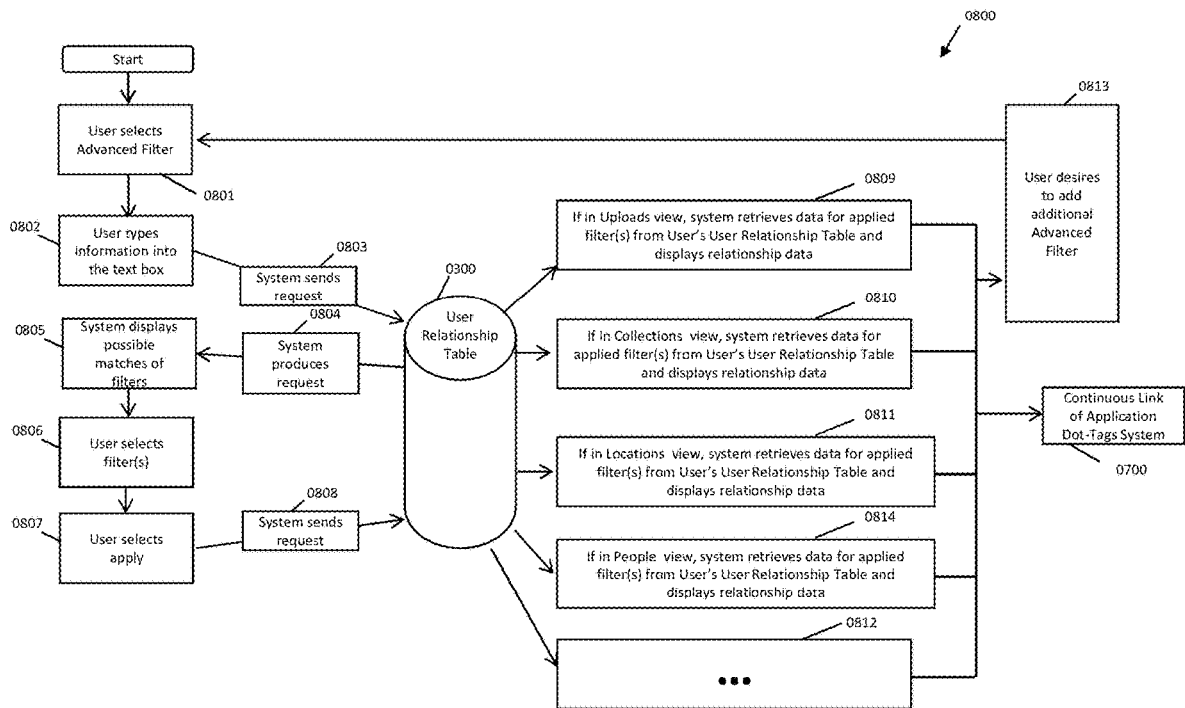 0800
Start
0813
User selects
Advanced Filter
0801
0809
User desires
to add
additional
Advanced
Filter
0802
User types
information into
the text box
0803
System sends
request
0300
User
Relationship
Table
If in Uploads view, system retrieves data for applied
filter(s) from User's User Relationship Table and
displays relationship data
0810
0804
System
produces
request
0805
System displays
possible
matches of
filters
If in Collections view, system retrieves data for
applied filter(s) from User's User Relationship Table
and displays relationship data
Continuous Link
of Application
Dot-Tags System
0700
0806
User selects
filter(s)
0811
If in Locations view, system retrieves data for applied
filter(s) from User's User Relationship Table and
displays relationship data
0807
User selects
apply
0808
System sends
request
0814
If in People view, system retrieves data for applied
filter(s) from User's User Relationship Table and
displays relationship data
0812
...